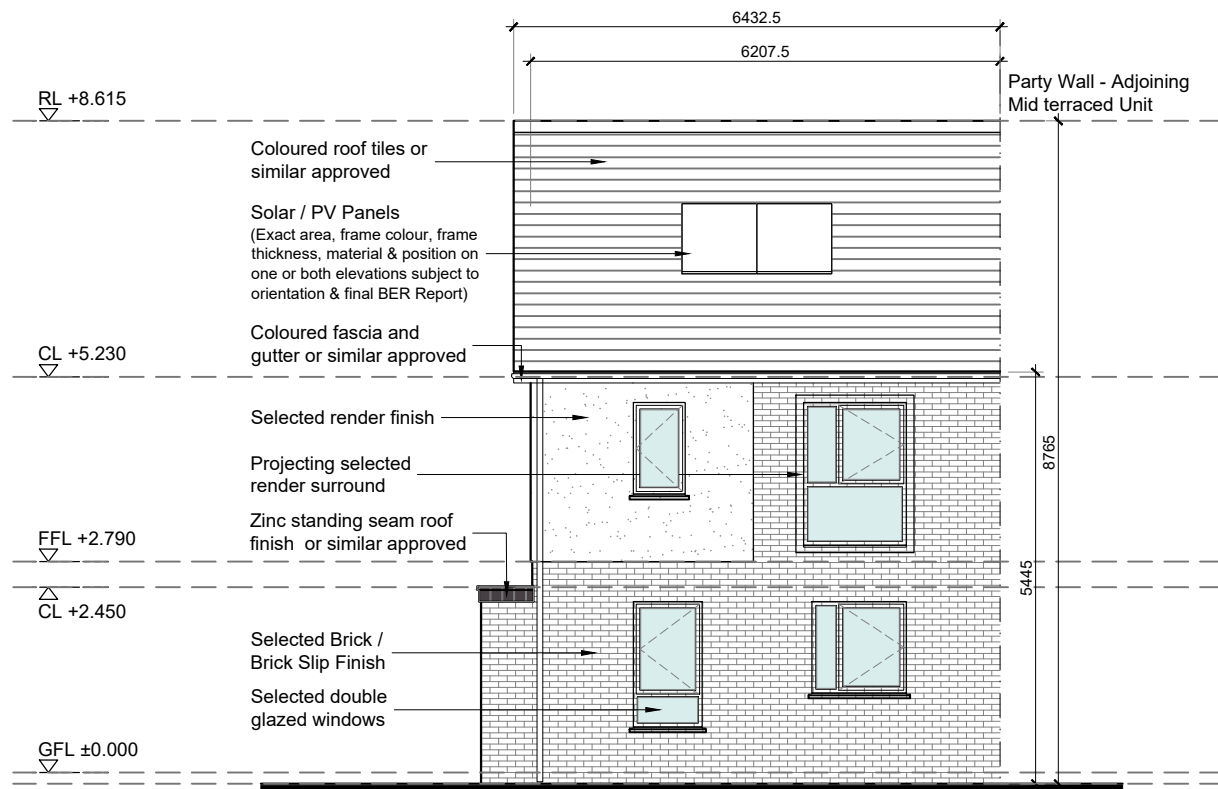 6432.5
6207.5
Party Wall - Adjoining
Mid terraced Unit
RL +8.615
Coloured roof tiles or
similar approved
Solar / PV Panels
(Exact area, frame colour, frame
thickness, material & position on
one or both elevations subject to
orientation & final BER Report)
Coloured fascia and
gutter or similar approved
CL +5.230
Selected render finish
Projecting selected
render surround
8765
5445
Zinc standing seam roof
finish or similar approved
FFL +2.790
CL +2.450
Selected Brick /
Brick Slip Finish
Selected double
glazed windows
GFL ±0.000